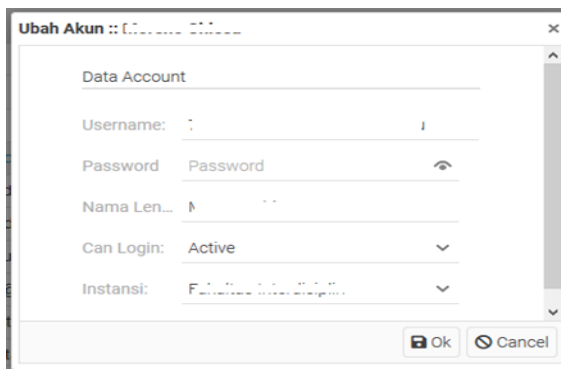 Ubah Akun ::
Data Account
Username:
Password Password
Nama Len...
Can Login: Active
Instansi:
Ok Cancel